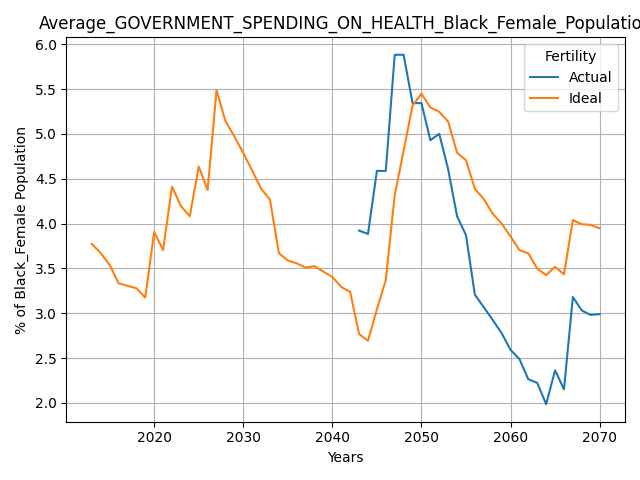 Average_GOVERNMENT_SPENDING_ON_HEALTH_Black_Female_Populatio
Fertility
Actual
Ideal
6.0
5.5
5.0
4.5
4.0
3.5
3.0
2.5
2.0
% of Black_Female Population
2020 2030 2040 2050 2060 2070
Years